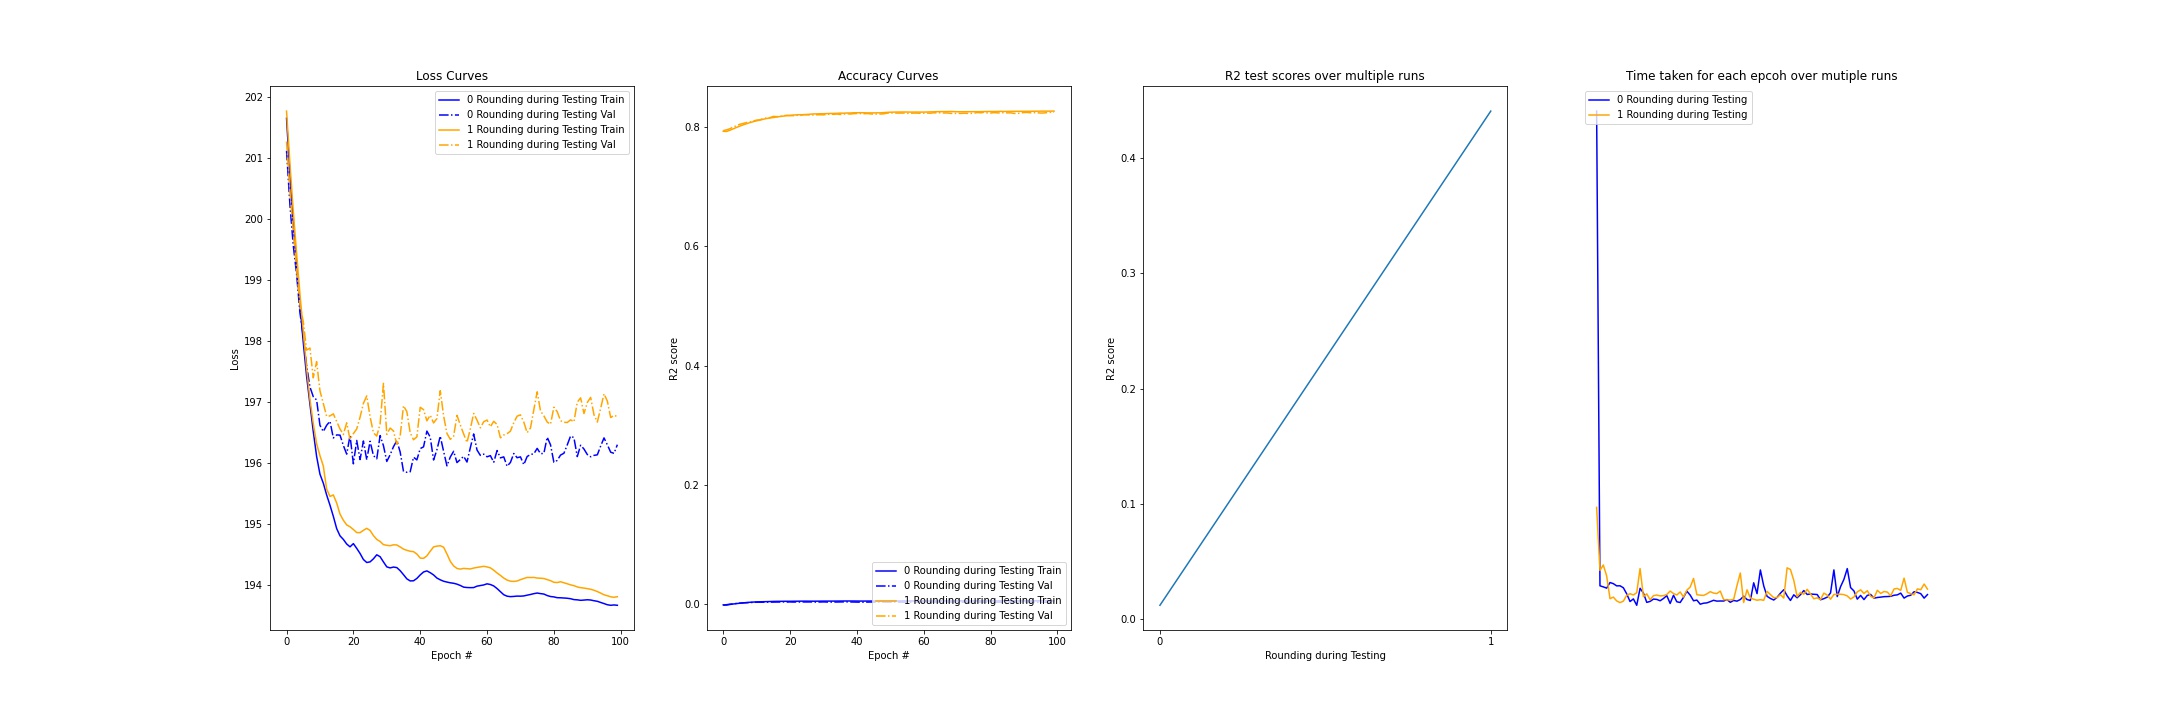 Loss Curves
202
201
200
199
198
197
196
195
194
Loss
0 20 40 60 80 100
Epoch #
0 Rounding during Testing Train
0 Rounding during Testing Val
1 Rounding during Testing Train
1 Rounding during Testing Val
Accuracy Curves
0.8
0.6
0.4
0.2
0.0
R2 score
0 20 40 60 80 100
Epoch #
0 Rounding during Testing Train
0 Rounding during Testing Val
1 Rounding during Testing Train
1 Rounding during Testing Val
R2 test scores over multiple runs
0.4
0.3
0.2
0.1
0.0
R2 score
0 1
Rounding during Testing
Time taken for each epcoh over mutiple runs
0 Rounding during Testing
1 Rounding during Testing